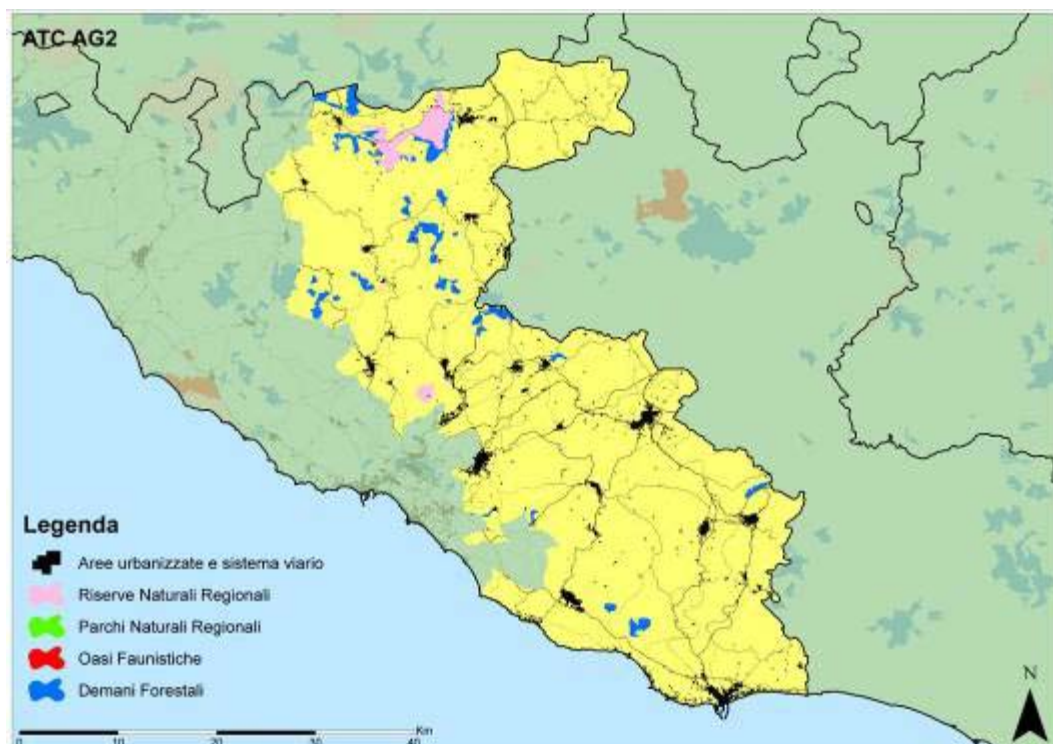 ATC AG2
Legenda
Aree urbanizzate e sistema viario
Riserve Naturali Regionali
Parchi Naturali Regionali
Oasi Faunistiche
Demani Forestali
N
Km
0 10 20 30 40